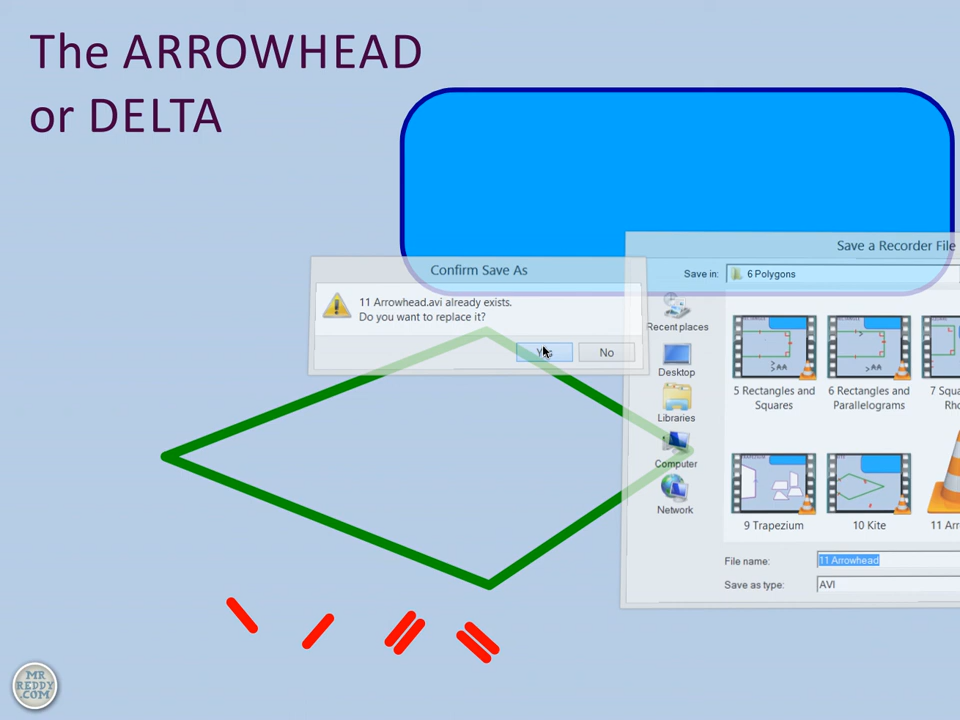 The ARROWHEAD
or DELTA
Save a Recorder File
Confirm Save As
Save in:
6 Polygons
11 Arrowhead.avi already exists.
Do you want to replace it?
Yes
No
Recent places
Desktop
Libraries
Computer
Network
5 Rectangles and
Squares
6 Rectangles and
Parallelograms
9 Trapezium
10 Kite
File name:
11 Arrowhead
Save as type:
AVI
MR
REDDY
.COM